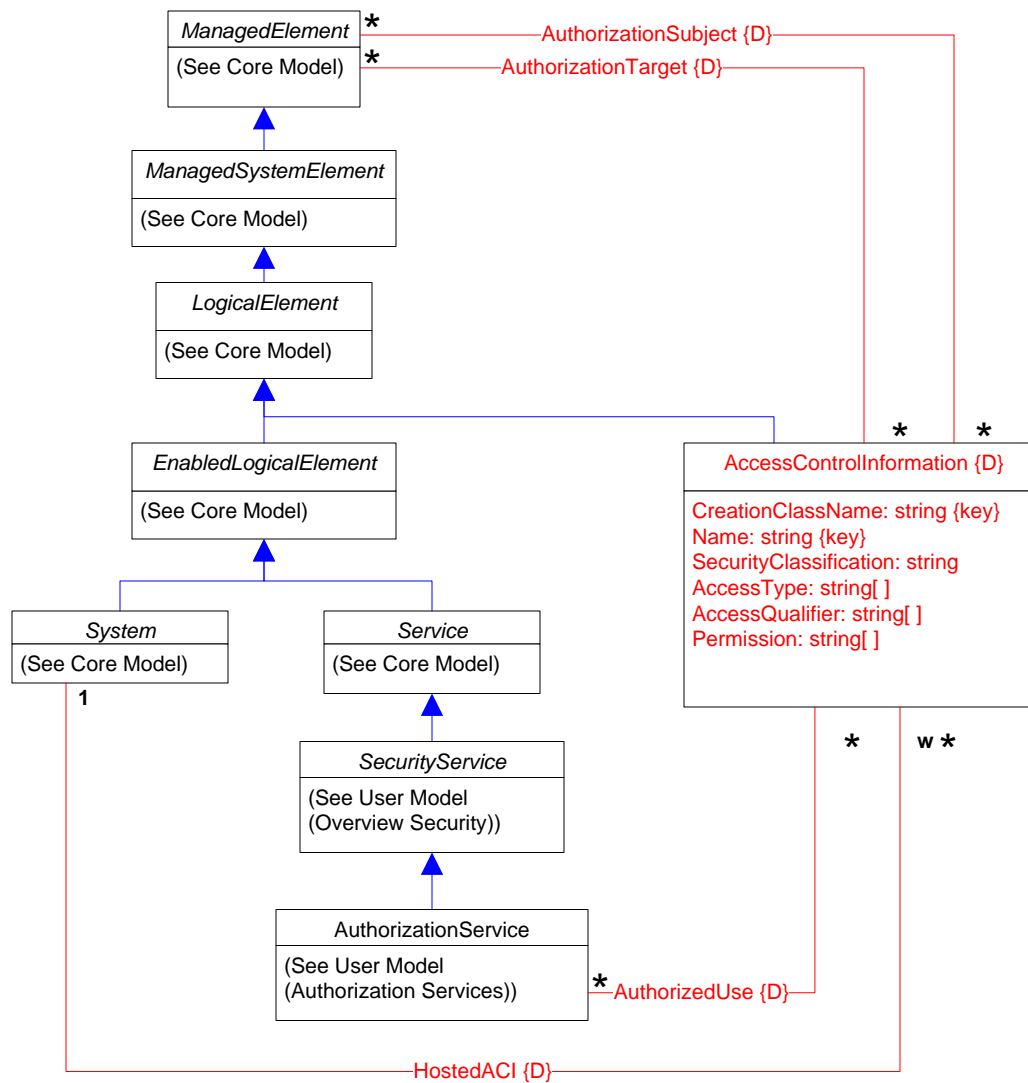 ManagedElement
(See Core Model)
*
AuthorizationSubject {D}
*
AuthorizationTarget {D}
ManagedSystemElement
(See Core Model)
LogicalElement
(See Core Model)
EnabledLogicalElement
(See Core Model)
* *
AccessControlInformation {D}
CreationClassName: string {key}
Name: string {key}
SecurityClassification: string
AccessType: string[ ]
AccessQualifier: string[ ]
Permission: string[ ]
System
(See Core Model)
1
Service
(See Core Model)
SecurityService
(See User Model
(Overview Security))
*
w *
AuthorizationService
(See User Model
(Authorization Services))
*
AuthorizedUse {D}
HostedACI {D}